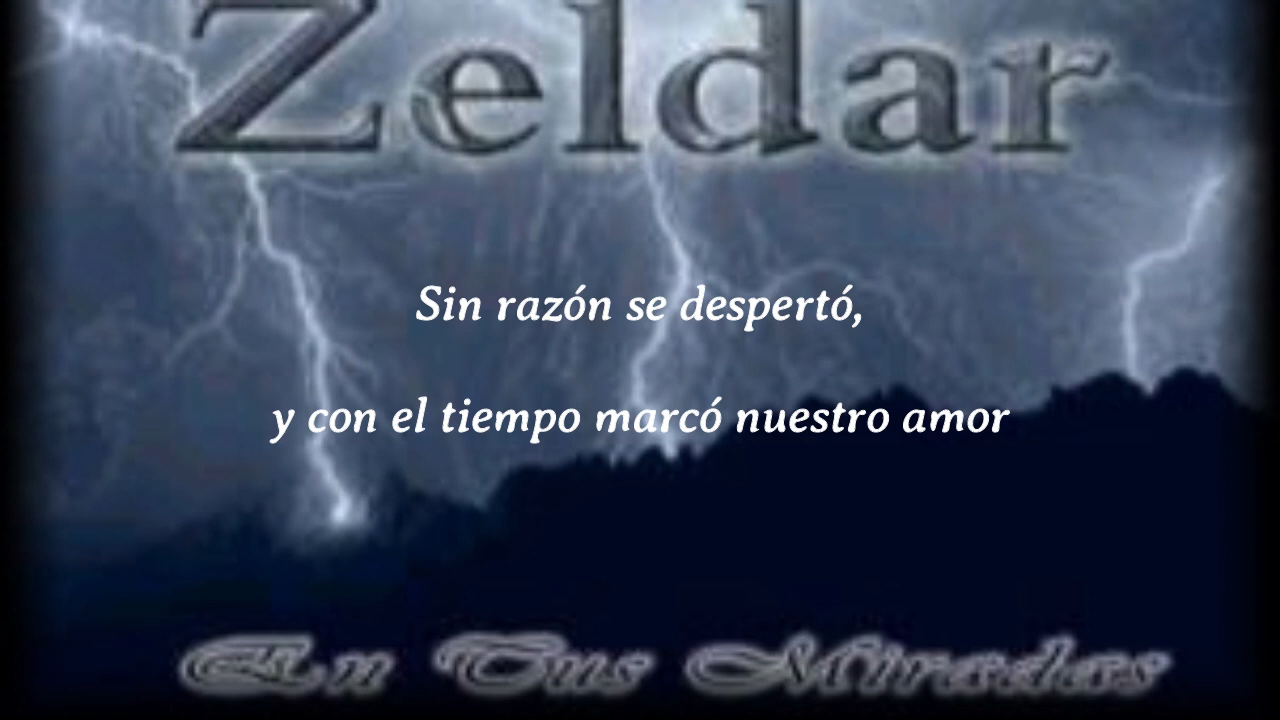 Zeldar
Sin razón se despertó,
y con el tiempo marcó nuestro amor
En Tus Miradas